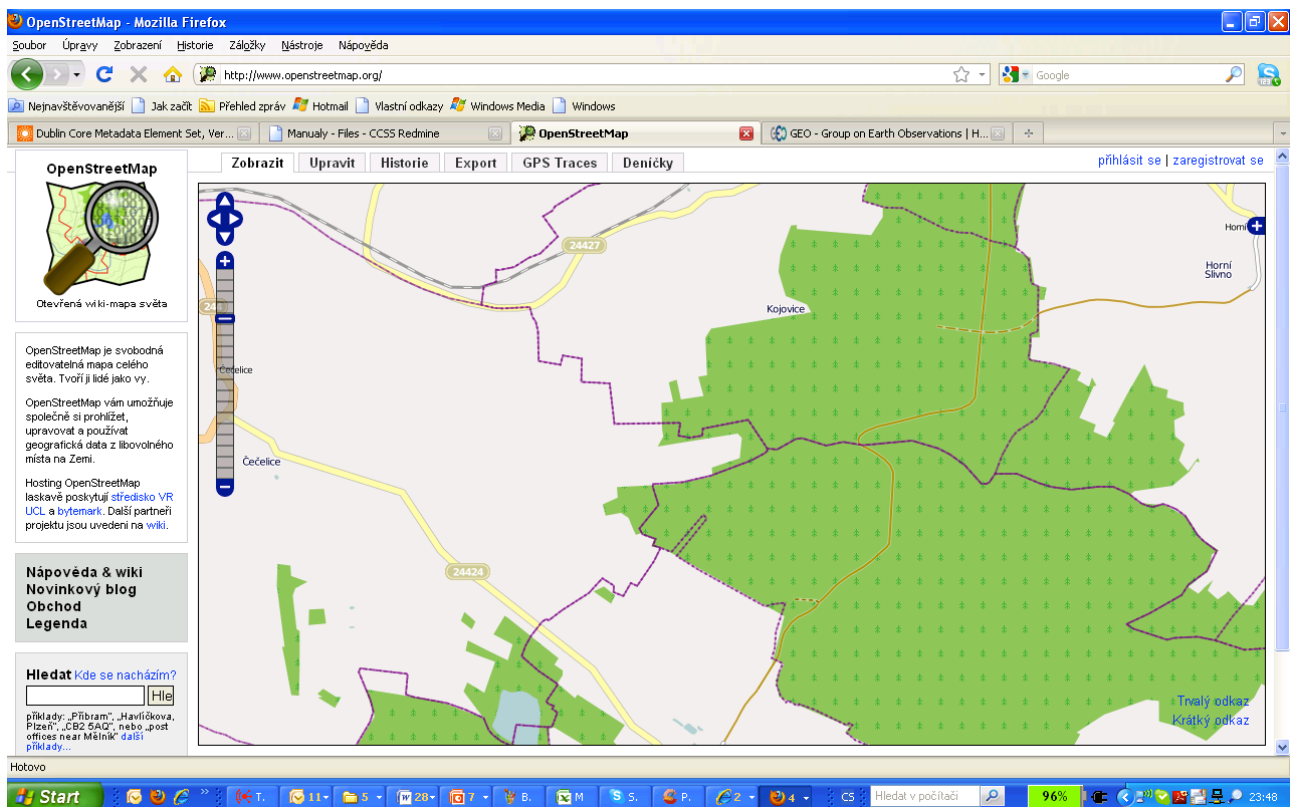 OpenStreetMap - Mozilla Firefox
Soubor Úpravy Zobrazení Historie Záložky Nástroje Nápověda
http://www.openstreetmap.org/
Google
Nejnavštěvovanější Jak začít Přehled zpráv Hotmail Vlastní odkazy Windows Media Windows
Dublin Core Metadata Element Set, Ver... Manualy - Files - CCSS Redmine OpenStreetMap GEO - Group on Earth Observations | H...
OpenStreetMap
Otevřená wiki-mapa světa
Zobrazit Upravit Historie Export GPS Traces Deníčky
přihlásit se | zaregistrovat se
OpenStreetMap je svobodná
editovatelná mapa celého
světa. Tvoří ji lidé jako vy.
OpenStreetMap vám umožňuje
společně si prohlížet,
upravovat a používat
geografická data z libovolného
místa na Zemi.
Hosting OpenStreetMap
laskavě poskytují středisko VR
UCL a bytemark. Další partneři
projektu jsou uvedeni na wiki.
Nápověda & wiki
Novinkový blog
Obchod
Legenda
Hledat Kde se nacházím?
Hle
příklady: „Příbram", „Havlíčkova,
Plzeň", „CB2 5AQ", nebo „post
offices near Mělník" další
příklady...
24427
Horní
Horní
Slivno
Kojovice
Čečelice
Čečelice
24424
Trvalý odkaz
Krátký odkaz
Hotovo
Start T. 11 5 28 7 B. M S. P. 2 4 CS Hledat v počítači 96% 23:48